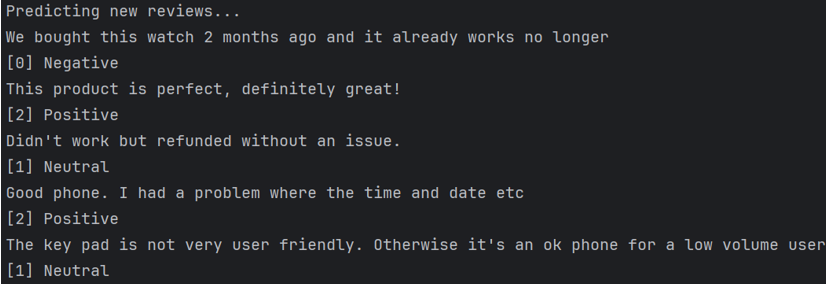 Predicting new reviews...
We bought this watch 2 months ago and it already works no longer
[0] Negative
This product is perfect, definitely great!
[2] Positive
Didn't work but refunded without an issue.
[1] Neutral
Good phone. I had a problem where the time and date etc
[2] Positive
The key pad is not very user friendly. Otherwise it's an ok phone for a low volume user
[1] Neutral